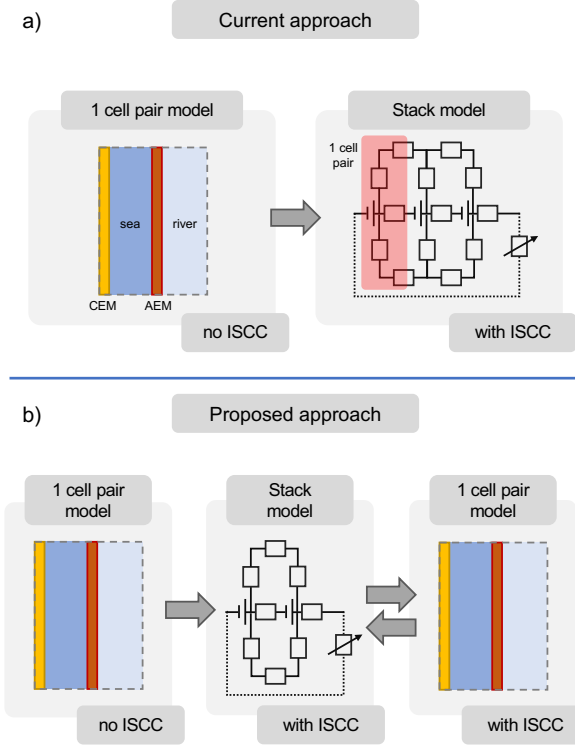 a)
Current approach
1 cell pair model
Stack model
1 cell
pair
sea
river
CEM
AEM
no ISCC
with ISCC
b)
Proposed approach
1 cell pair
model
Stack
model
1 cell pair
model
no ISCC
with ISCC
with ISCC